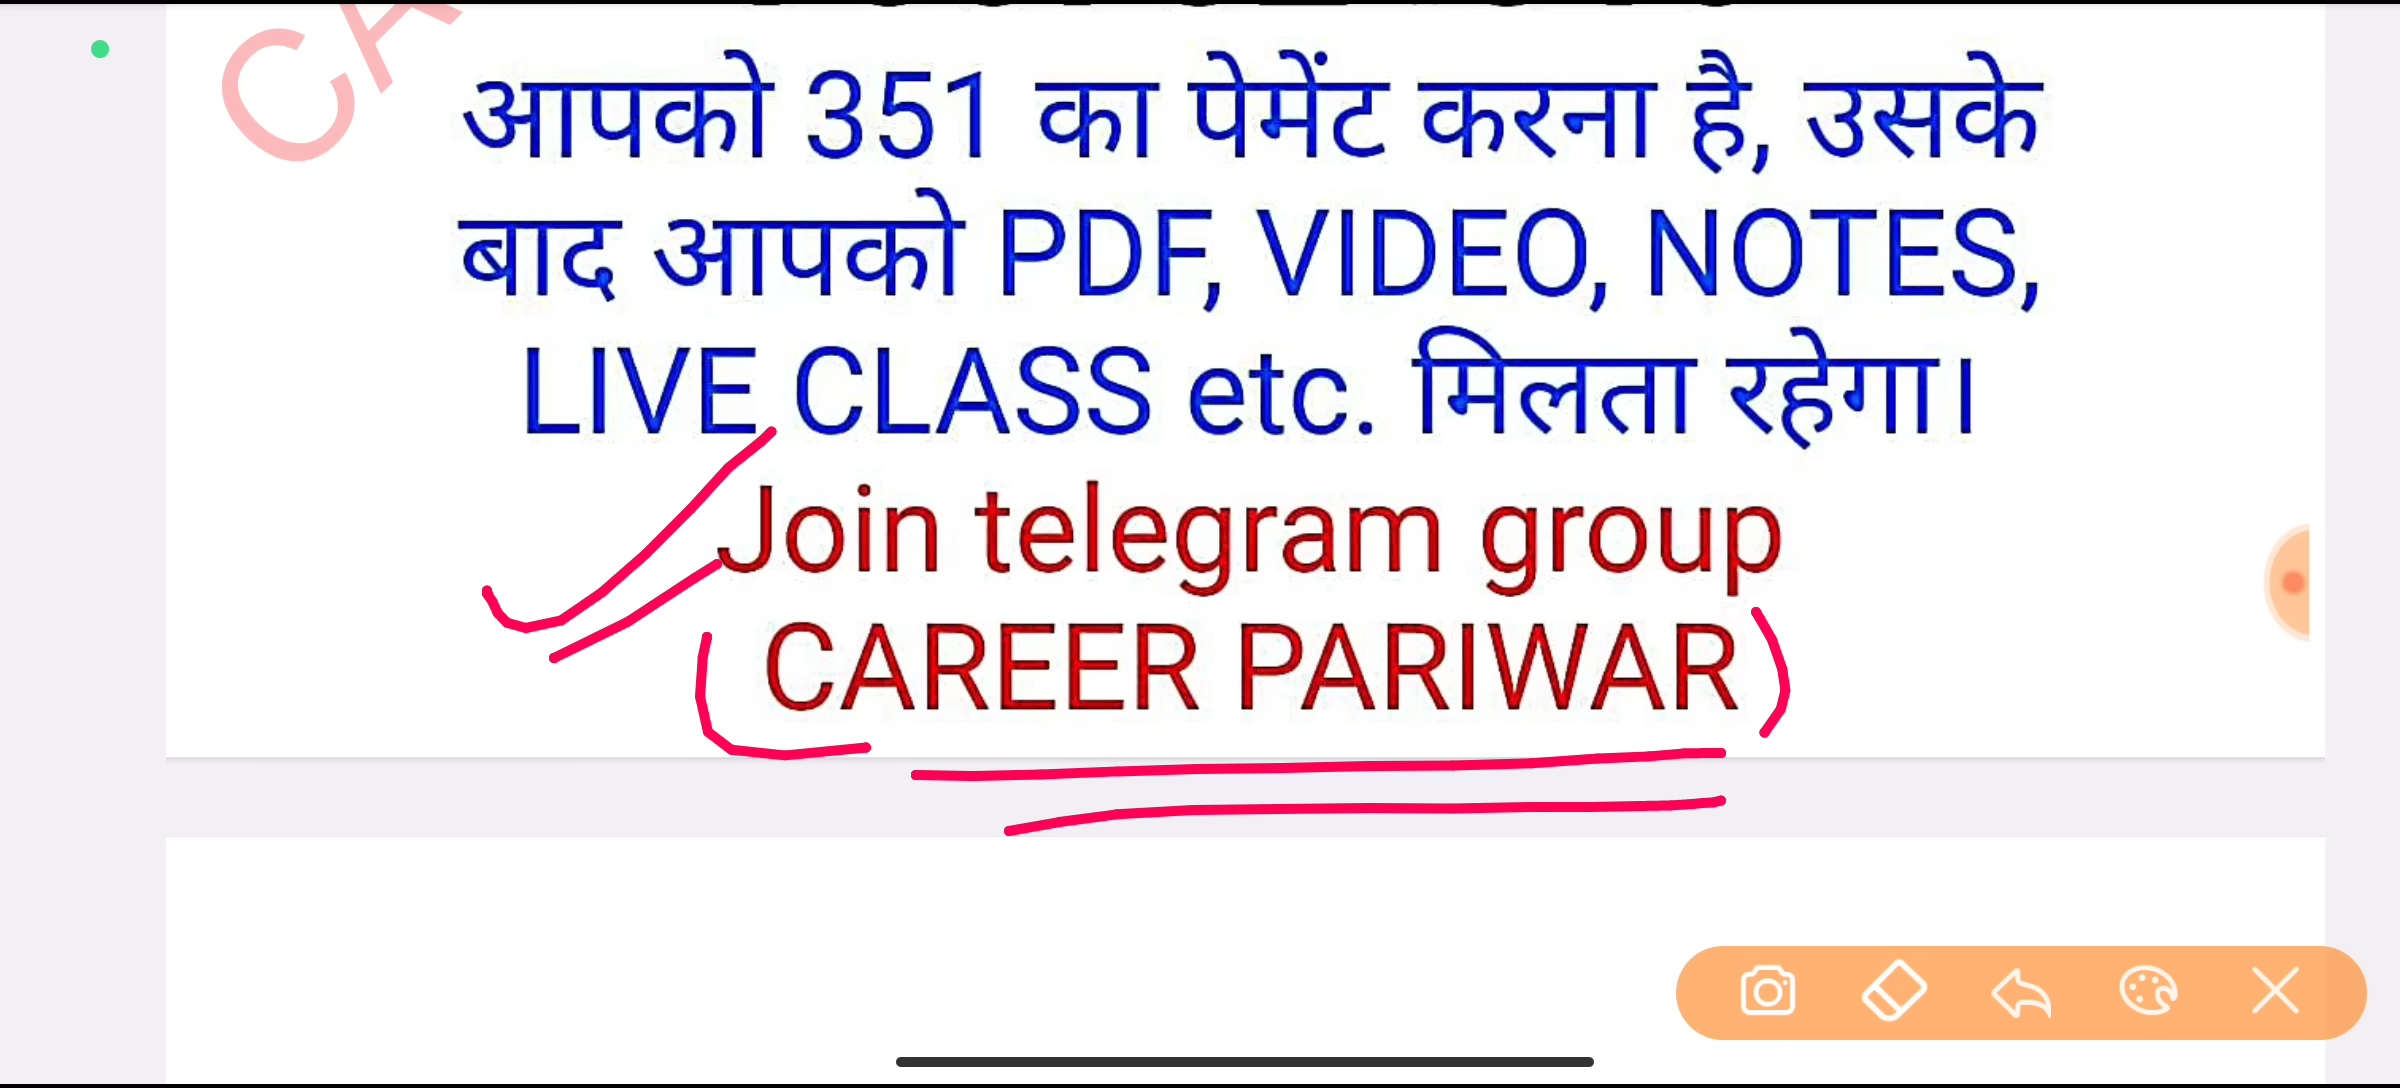 आपको 351 का पेमेंट करना है, उसके
बाद आपको PDF, VIDEO, NOTES,
LIVE CLASS etc. मिलता रहेगा।
Join telegram group
CAREER PARIWAR